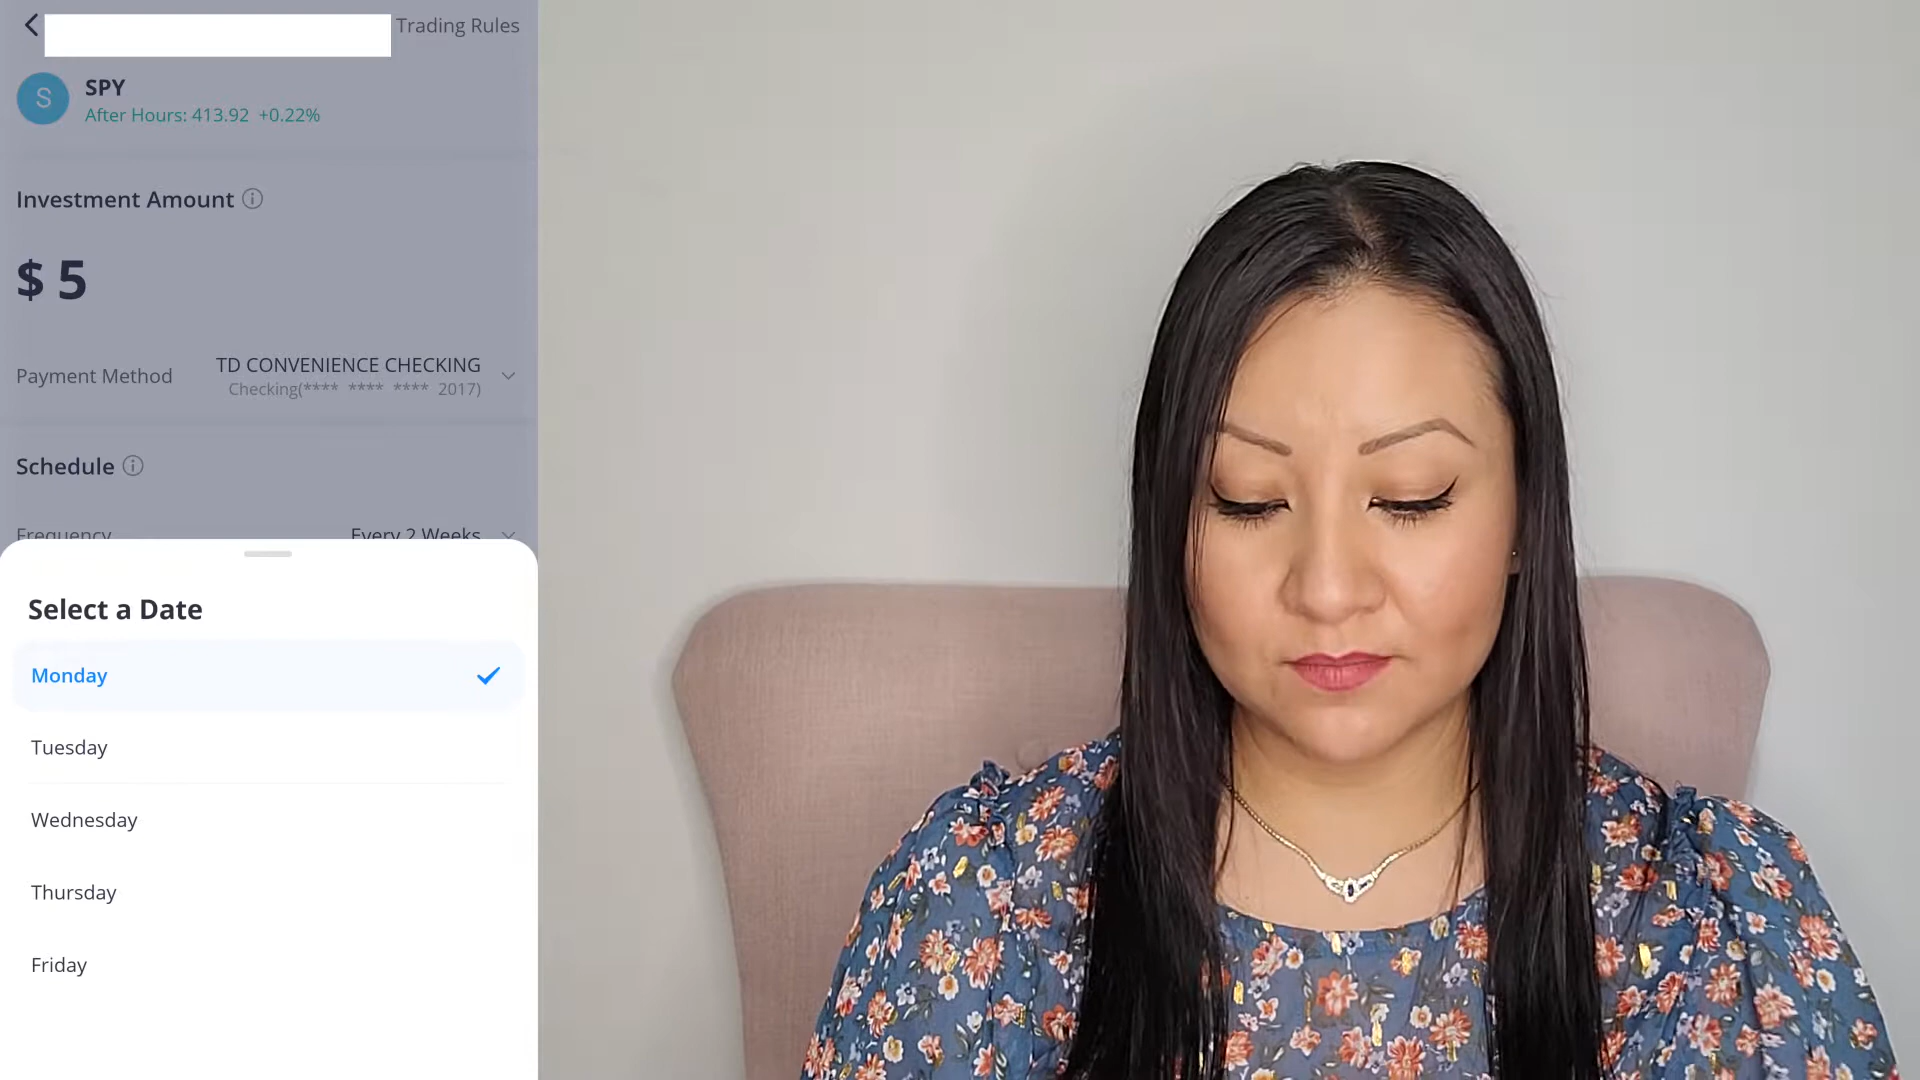 Trading Rules
S
SPY
After Hours: 413.92 +0.22%
Investment Amount
$ 5
Payment Method
TD CONVENIENCE CHECKING
Checking(**** **** **** 2017)
Schedule
Frequency
Every 2 Weeks
Select a Date
Monday
Tuesday
Wednesday
Thursday
Friday